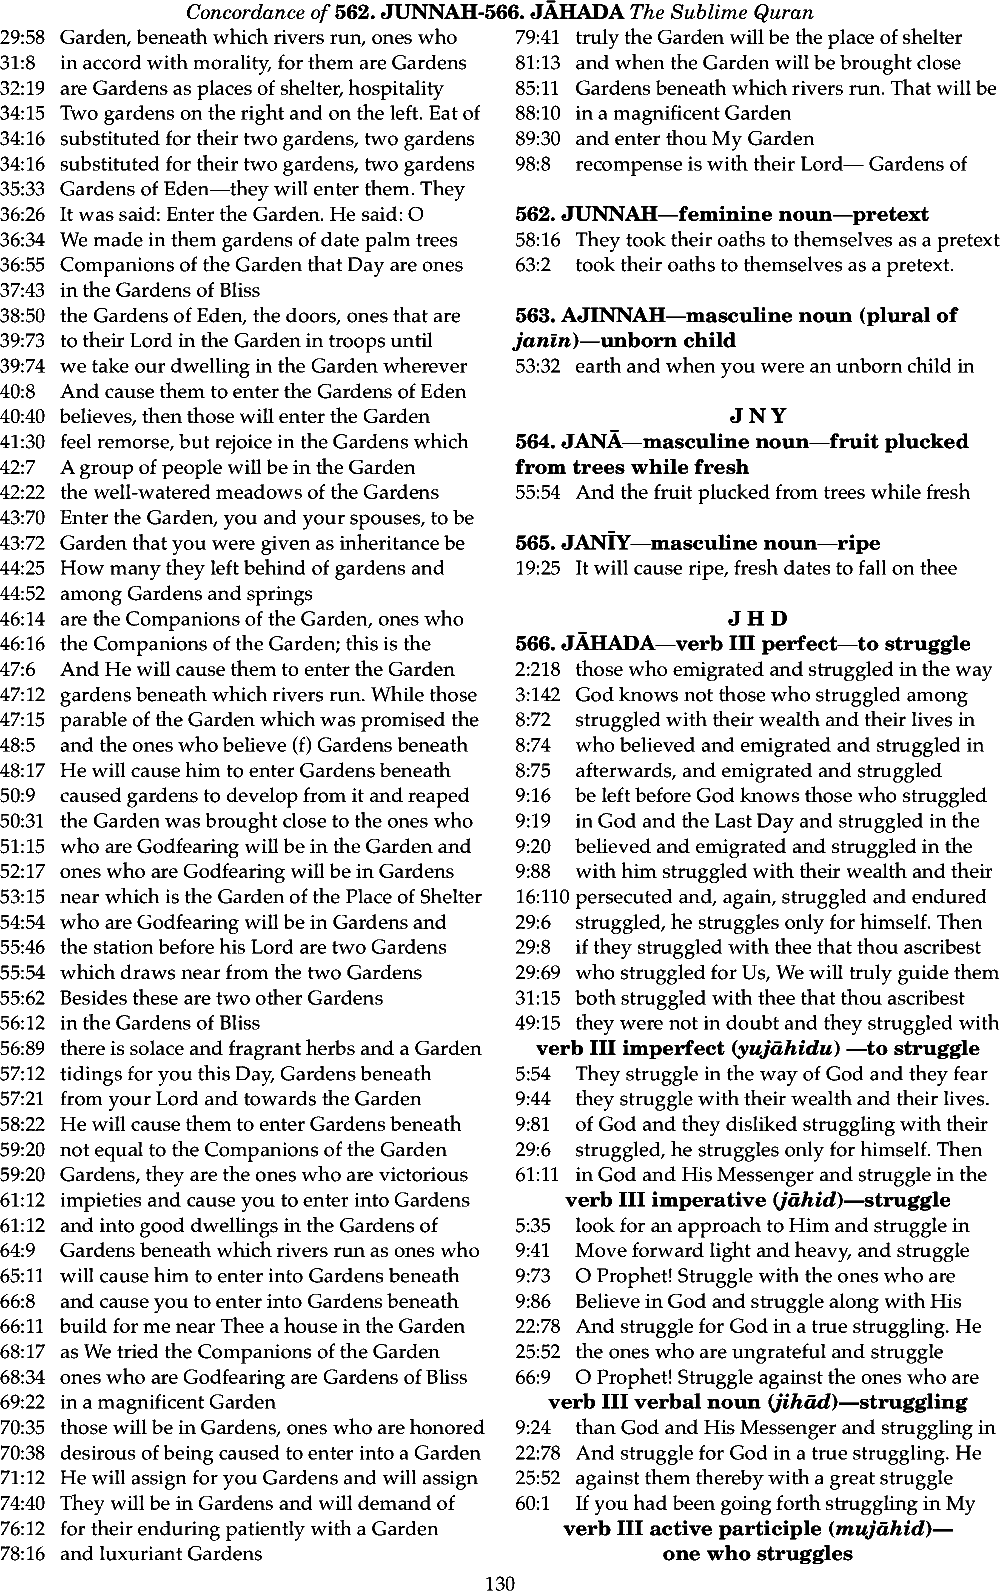 Concordance of 562. JUNNAH-566. JĀHADA The Sublime Quran
29:58 Garden, beneath which rivers run, ones who
31:8 in accord with morality, for them are Gardens
32:19 are Gardens as places of shelter, hospitality
34:15 Two gardens on the right and on the left. Eat of
34:16 substituted for their two gardens, two gardens
34:16 substituted for their two gardens, two gardens
35:33 Gardens of Eden—they will enter them. They
36:26 It was said: Enter the Garden. He said: O
36:34 We made in them gardens of date palm trees
36:55 Companions of the Garden that Day are ones
37:43 in the Gardens of Bliss
38:50 the Gardens of Eden, the doors, ones that are
39:73 to their Lord in the Garden in troops until
39:74 we take our dwelling in the Garden wherever
40:8 And cause them to enter the Gardens of Eden
40:40 believes, then those will enter the Garden
41:30 feel remorse, but rejoice in the Gardens which
42:7 A group of people will be in the Garden
42:22 the well-watered meadows of the Gardens
43:70 Enter the Garden, you and your spouses, to be
43:72 Garden that you were given as inheritance be
44:25 How many they left behind of gardens and
44:52 among Gardens and springs
46:14 are the Companions of the Garden, ones who
46:16 the Companions of the Garden; this is the
47:6 And He will cause them to enter the Garden
47:12 gardens beneath which rivers run. While those
47:15 parable of the Garden which was promised the
48:5 and the ones who believe (f) Gardens beneath
48:17 He will cause him to enter Gardens beneath
50:9 caused gardens to develop from it and reaped
50:31 the Garden was brought close to the ones who
51:15 who are Godfearing will be in the Garden and
52:17 ones who are Godfearing will be in Gardens
53:15 near which is the Garden of the Place of Shelter
54:54 who are Godfearing will be in Gardens and
55:46 the station before his Lord are two Gardens
55:54 which draws near from the two Gardens
55:62 Besides these are two other Gardens
56:12 in the Gardens of Bliss
56:89 there is solace and fragrant herbs and a Garden
57:12 tidings for you this Day, Gardens beneath
57:21 from your Lord and towards the Garden
58:22 He will cause them to enter Gardens beneath
59:20 not equal to the Companions of the Garden
59:20 Gardens, they are the ones who are victorious
61:12 impieties and cause you to enter into Gardens
61:12 and into good dwellings in the Gardens of
64:9 Gardens beneath which rivers run as ones who
65:11 will cause him to enter into Gardens beneath
66:8 and cause you to enter into Gardens beneath
66:11 build for me near Thee a house in the Garden
68:17 as We tried the Companions of the Garden
68:34 ones who are Godfearing are Gardens of Bliss
69:22 in a magnificent Garden
70:35 those will be in Gardens, ones who are honored
70:38 desirous of being caused to enter into a Garden
71:12 He will assign for you Gardens and will assign
74:40 They will be in Gardens and will demand of
76:12 for their enduring patiently with a Garden
78:16 and luxuriant Gardens
79:41 truly the Garden will be the place of shelter
81:13 and when the Garden will be brought close
85:11 Gardens beneath which rivers run. That will be
88:10 in a magnificent Garden
89:30 and enter thou My Garden
98:8 recompense is with their Lord— Gardens of
562. JUNNAH—feminine noun—pretext
58:16 They took their oaths to themselves as a pretext
63:2 took their oaths to themselves as a pretext.
563. AJINNAH—masculine noun (plural of
janīn)—unborn child
53:32 earth and when you were an unborn child in
J N Y
564. JANĀ—masculine noun—fruit plucked
from trees while fresh
55:54 And the fruit plucked from trees while fresh
565. JANĪY—masculine noun—ripe
19:25 It will cause ripe, fresh dates to fall on thee
J H D
566. JĀHADA—verb III perfect—to struggle
2:218 those who emigrated and struggled in the way
3:142 God knows not those who struggled among
8:72 struggled with their wealth and their lives in
8:74 who believed and emigrated and struggled in
8:75 afterwards, and emigrated and struggled
9:16 be left before God knows those who struggled
9:19 in God and the Last Day and struggled in the
9:20 believed and emigrated and struggled in the
9:88 with him struggled with their wealth and their
16:110 persecuted and, again, struggled and endured
29:6 struggled, he struggles only for himself. Then
29:8 if they struggled with thee that thou ascribest
29:69 who struggled for Us, We will truly guide them
31:15 both struggled with thee that thou ascribest
49:15 they were not in doubt and they struggled with
verb III imperfect (yujāhidu) —to struggle
5:54 They struggle in the way of God and they fear
9:44 they struggle with their wealth and their lives.
9:81 of God and they disliked struggling with their
29:6 struggled, he struggles only for himself. Then
61:11 in God and His Messenger and struggle in the
verb III imperative (jāhid)—struggle
5:35 look for an approach to Him and struggle in
9:41 Move forward light and heavy, and struggle
9:73 O Prophet! Struggle with the ones who are
9:86 Believe in God and struggle along with His
22:78 And struggle for God in a true struggling. He
25:52 the ones who are ungrateful and struggle
66:9 O Prophet! Struggle against the ones who are
verb III verbal noun (jihād)—struggling
9:24 than God and His Messenger and struggling in
22:78 And struggle for God in a true struggling. He
25:52 against them thereby with a great struggle
60:1 If you had been going forth struggling in My
verb III active participle (mujāhid)—
one who struggles
130